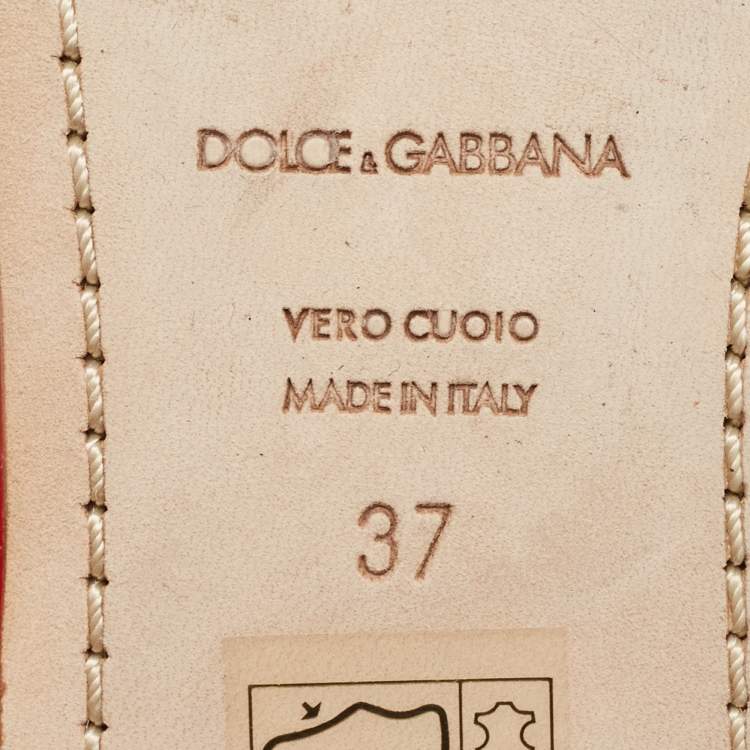 DOLCE & GABBANA
VERO CUOIO
MADE IN ITALY
37